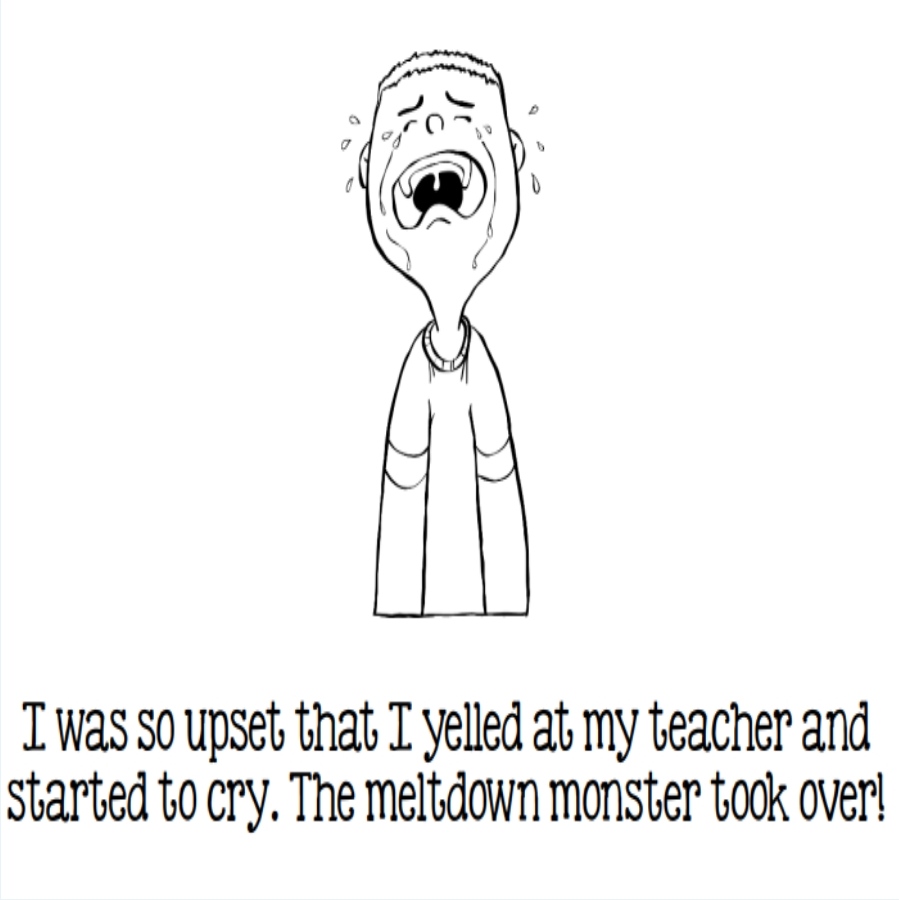 I was so upset that I yelled at my teacher and
started to cry. The meltdown monster took over!